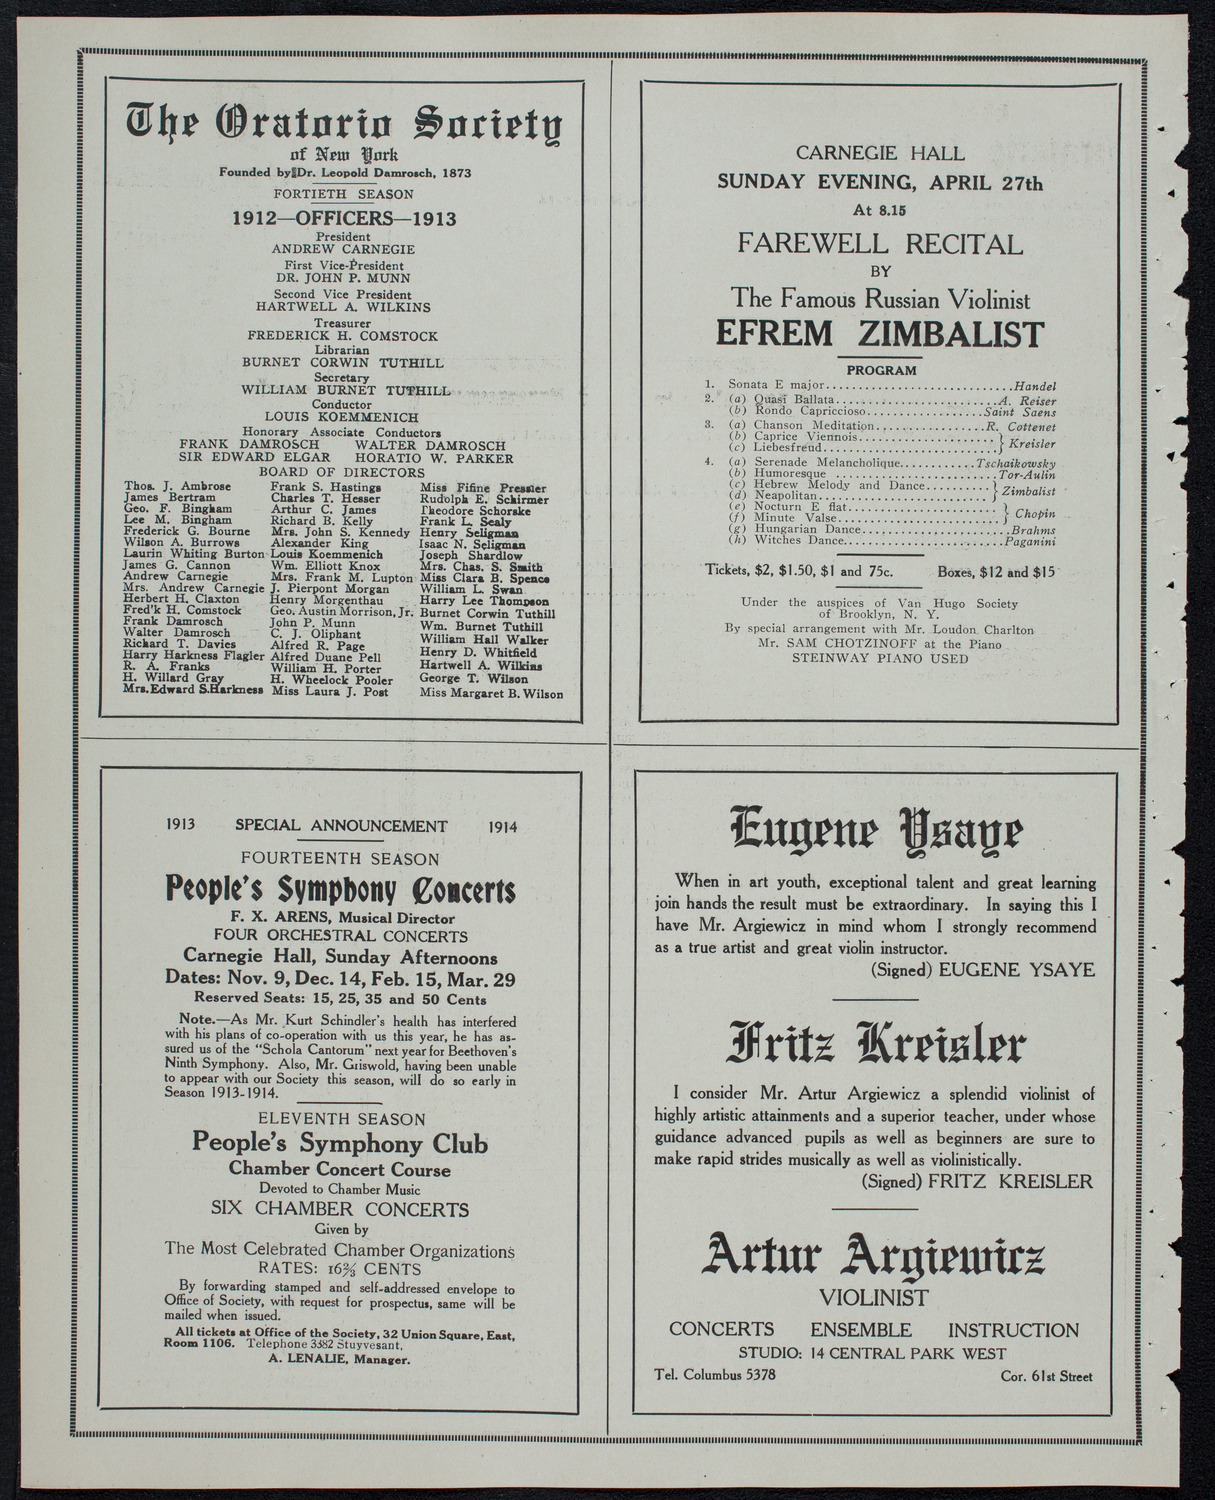 The Oratorio Society
of New York
Founded by Dr. Leopold Damrosch, 1873
FORTIETH SEASON
1912—OFFICERS—1913
President
ANDREW CARNEGIE
First Vice-President
DR. JOHN P. MUNN
Second Vice President
HARTWELL A. WILKINS
Treasurer
FREDERICK H. COMSTOCK
Librarian
BURNET CORWIN TUTHILL
Secretary
WILLIAM BURNET TUTHILL
Conductor
LOUIS KOEMMENICH
Honorary Associate Conductors
FRANK DAMROSCH WALTER DAMROSCH
SIR EDWARD ELGAR HORATIO W. PARKER
BOARD OF DIRECTORS
Thos. J. Ambrose
James Bertram
Geo. F. Bingham
Lee M. Bingham
Frederick G. Bourne
Wilson A. Burrows
Laurin Whiting Burton
James G. Cannon
Andrew Carnegie
Mrs. Andrew Carnegie
Herbert H. Claxton
Fred'k H. Comstock
Frank Damrosch
Walter Damrosch
Richard T. Davies
Harry Harkness Flagler
R. A. Franks
H. Willard Gray
Mrs. Edward S. Harkness
Frank S. Hastings
Charles T. Hesser
Arthur C. James
Richard B. Kelly
Mrs. John S. Kennedy
Alexander King
Louis Koemmenich
Wm. Elliott Knox
Mrs. Frank M. Lupton
J. Pierpont Morgan
Henry Morgenthau
Geo. Austin Morrison, Jr.
John P. Munn
C. J. Oliphant
Alfred R. Page
Alfred Duane Pell
William H. Porter
H. Wheelock Pooler
Miss Laura J. Post
Miss Fifine Pressler
Rudolph E. Schirmer
Theodore Schorske
Frank L. Sealy
Henry Seligman
Isaac N. Seligman
Joseph Shardlow
Mrs. Chas. S. Smith
Miss Clara B. Spence
William L. Swan
Harry Lee Thompson
Burnet Corwin Tuthill
Wm. Burnet Tuthill
William Hall Walker
Henry D. Whitfield
Hartwell A. Wilkins
George T. Wilson
Miss Margaret B. Wilson
CARNEGIE HALL
SUNDAY EVENING, APRIL 27th
At 8.15
FAREWELL RECITAL
BY
The Famous Russian Violinist
EFREM ZIMBALIST
PROGRAM
1. Sonata E major..............................Handel
2. (a) Quasi Ballata..........................A. Reiser
(b) Rondo Capriccioso..................Saint Saens
3. (a) Chanson Meditation.................R. Cottenet
(b) Caprice Viennois....................... } Kreisler
(c) Liebesfreud............................. }
4. (a) Serenade Melancholique...........Tschaikowsky
(b) Humoresque............................Tor-Aulin
(c) Hebrew Melody and Dance.......... } Zimbalist
(d) Neapolitan............................. }
(e) Nocturn E flat......................... } Chopin
(f) Minute Valse........................... }
(g) Hungarian Dance........................Brahms
(h) Witches Dance..........................Paganini
Tickets, $2, $1.50, $1 and 75c. Boxes, $12 and $15
Under the auspices of Van Hugo Society
of Brooklyn, N. Y.
By special arrangement with Mr. Loudon Charlton
Mr. SAM CHOTZINOFF at the Piano
STEINWAY PIANO USED
1913 SPECIAL ANNOUNCEMENT 1914
FOURTEENTH SEASON
People's Symphony Concerts
F. X. ARENS, Musical Director
FOUR ORCHESTRAL CONCERTS
Carnegie Hall, Sunday Afternoons
Dates: Nov. 9, Dec. 14, Feb. 15, Mar. 29
Reserved Seats: 15, 25, 35 and 50 Cents
Note.—As Mr. Kurt Schindler's health has interfered
with his plans of co-operation with us this year, he has as-
sured us of the "Schola Cantorum" next year for Beethoven's
Ninth Symphony. Also, Mr. Griswold, having been unable
to appear with our Society this season, will do so early in
Season 1913-1914.
ELEVENTH SEASON
People's Symphony Club
Chamber Concert Course
Devoted to Chamber Music
SIX CHAMBER CONCERTS
Given by
The Most Celebrated Chamber Organizations
RATES: 16⅔ CENTS
By forwarding stamped and self-addressed envelope to
Office of Society, with request for prospectus, same will be
mailed when issued.
All tickets at Office of the Society, 32 Union Square, East,
Room 1106. Telephone 3382 Stuyvesant,
A. LENALIE, Manager.
Eugene Ysaye
When in art youth, exceptional talent and great learning
join hands the result must be extraordinary. In saying this I
have Mr. Argiewicz in mind whom I strongly recommend
as a true artist and great violin instructor.
(Signed) EUGENE YSAYE
Fritz Kreisler
I consider Mr. Artur Argiewicz a splendid violinist of
highly artistic attainments and a superior teacher, under whose
guidance advanced pupils as well as beginners are sure to
make rapid strides musically as well as violinistically.
(Signed) FRITZ KREISLER
Artur Argiewicz
VIOLINIST
CONCERTS ENSEMBLE INSTRUCTION
STUDIO: 14 CENTRAL PARK WEST
Tel. Columbus 5378 Cor. 61st Street